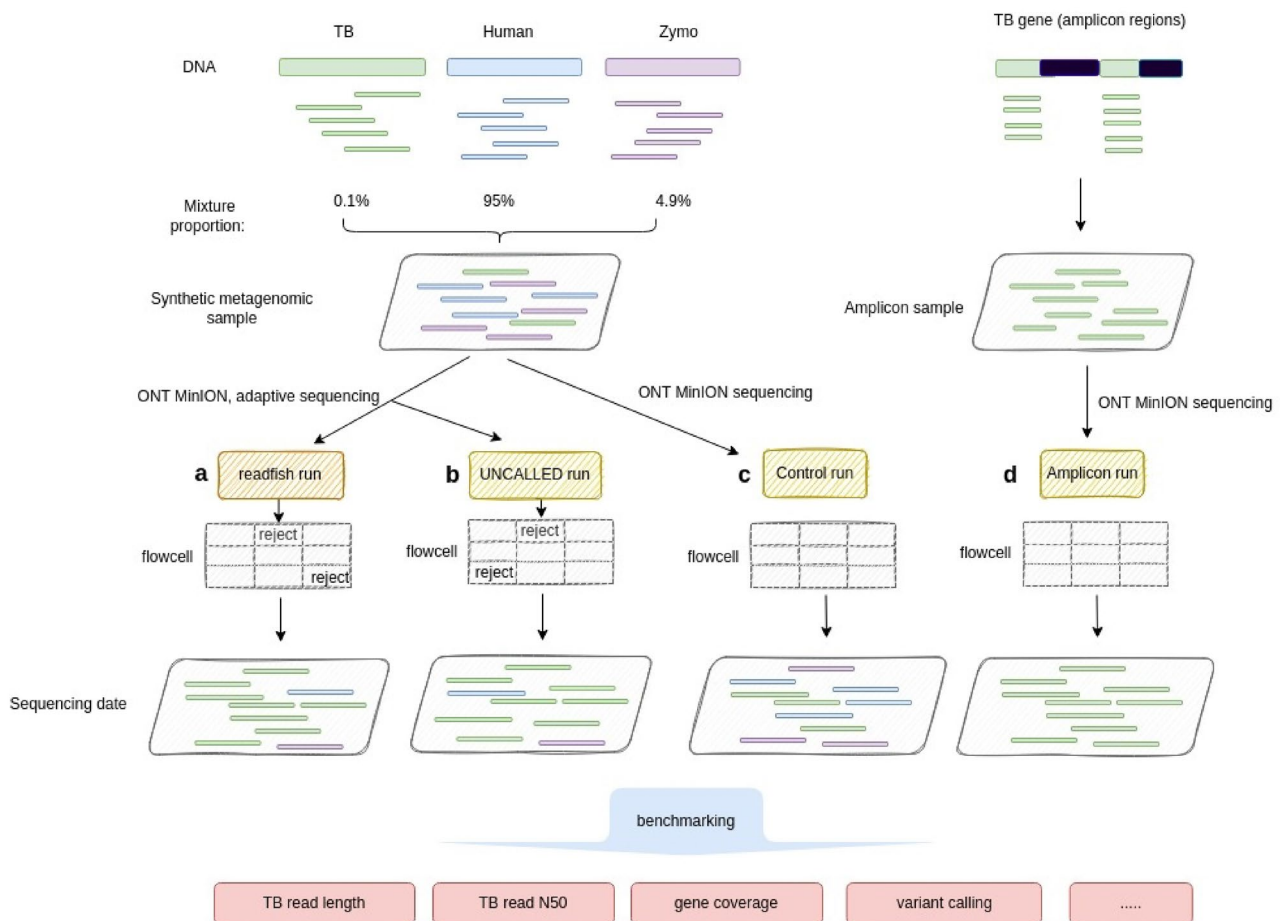 TB
Human
Zymo
TB gene (amplicon regions)
DNA
Mixture
proportion:
0.1%
95%
4.9%
Synthetic metagenomic
sample
Amplicon sample
ONT MinION, adaptive sequencing
ONT MinION sequencing
ONT MinION sequencing
a
readfish run
b
UNCALLED run
c
Control run
d
Amplicon run
flowcell
reject
reject
flowcell
reject
reject
flowcell
flowcell
Sequencing date
benchmarking
TB read length
TB read N50
gene coverage
variant calling
.....